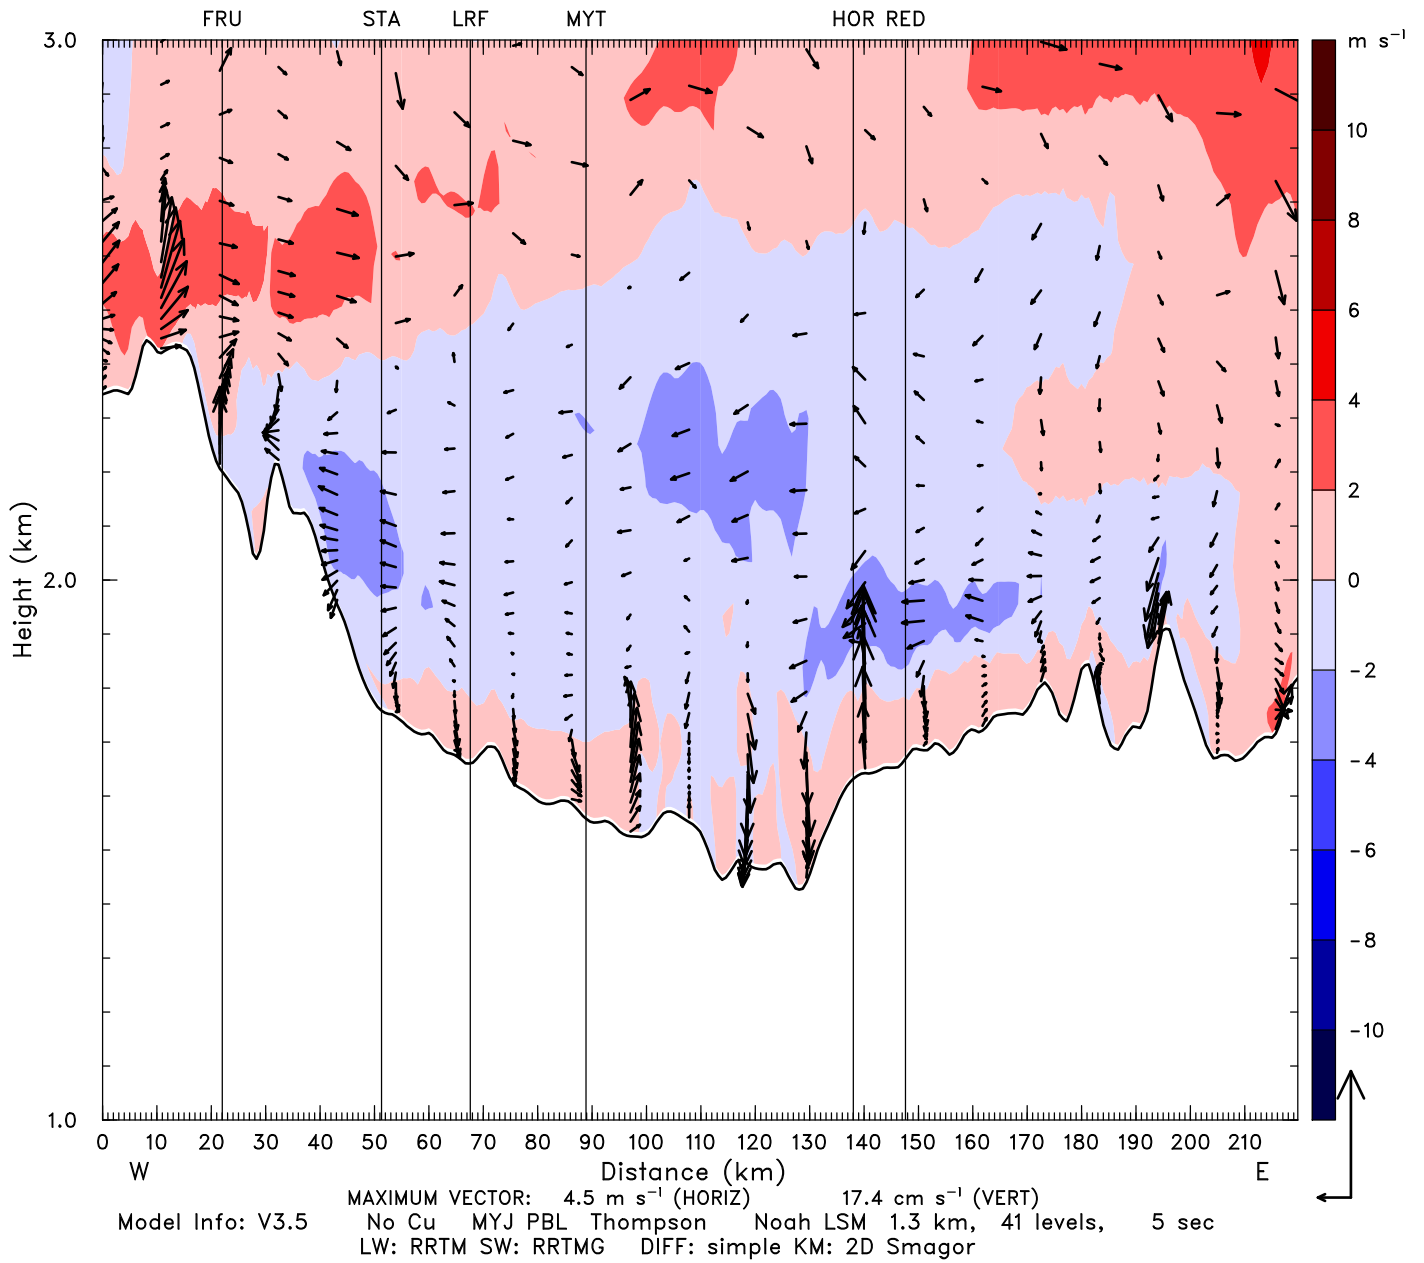 FRU STA LRF MYT HOR RED
3.0
m s⁻¹
10
8
6
4
2
2.0
0
-2
-4
-6
-8
-10
1.0
Height (km)
0 10 20 30 40 50 60 70 80 90 100 110 120 130 140 150 160 170 180 190 200 210
W Distance (km) E
MAXIMUM VECTOR: 4.5 m s⁻¹ (HORIZ) 17.4 cm s⁻¹ (VERT)
Model Info: V3.5 No Cu MYJ PBL Thompson Noah LSM 1.3 km, 41 levels, 5 sec
LW: RRTM SW: RRTMG DIFF: simple KM: 2D Smagor